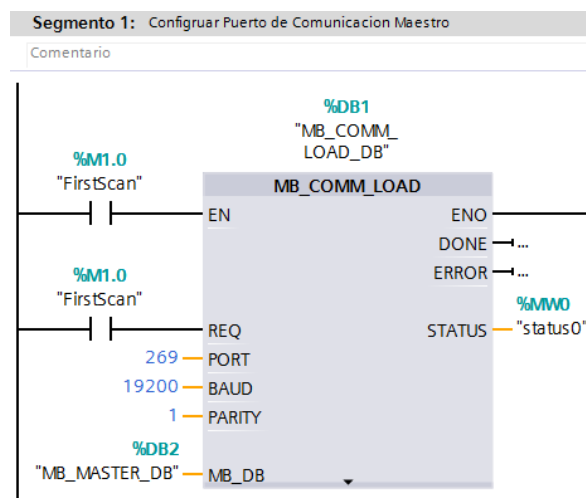 Segmento 1: Configruar Puerto de Comunicacion Maestro
Comentario
%DB1
"MB_COMM_
LOAD_DB"
%M1.0
"FirstScan"
MB_COMM_LOAD
EN
ENO
DONE
...
ERROR
...
%M1.0
"FirstScan"
%MW0
REQ
STATUS
"status0"
269
PORT
19200
BAUD
1
PARITY
%DB2
"MB_MASTER_DB"
MB_DB